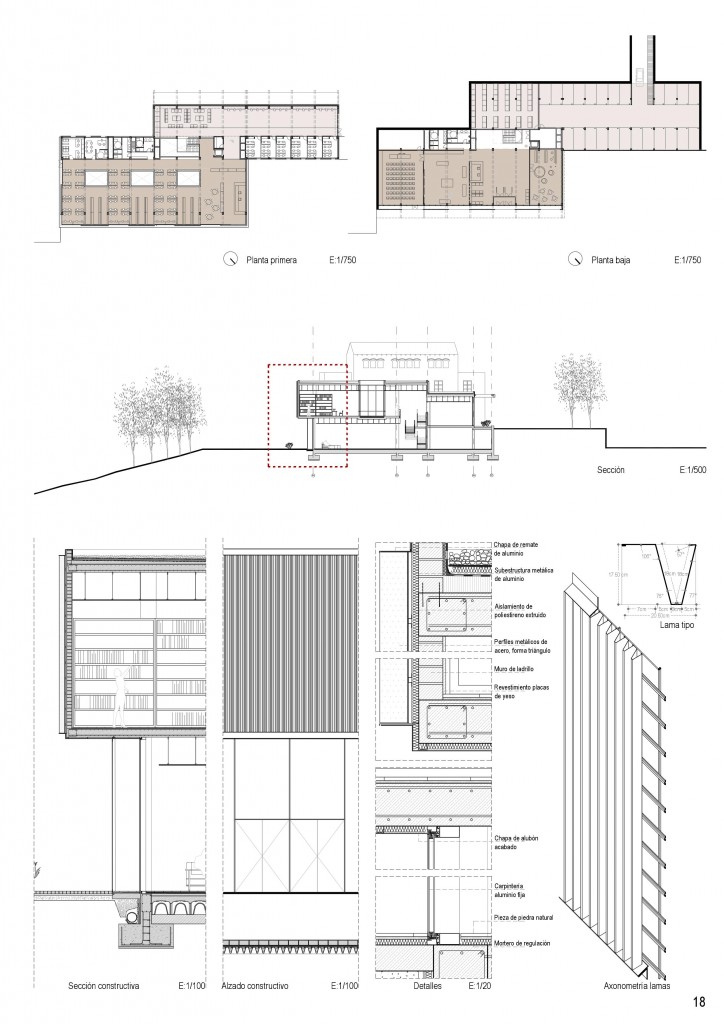 Planta primera E:1/750
Planta baja E:1/750
Sección E:1/500
Chapa de remate
de aluminio
Subestructura metálica
de aluminio
Aislamiento de
poliestireno extruido
Perfiles metálicos de
acero, forma triángulo
Muro de ladrillo
Revestimiento placas
de yeso
Chapa de alubón
acabado
Carpintería
aluminio fija
Pieza de piedra natural
Mortero de regulación
Lama tipo
Sección constructiva E:1/100
Alzado constructivo E:1/100
Detalles E:1/20
Axonometria lamas
18